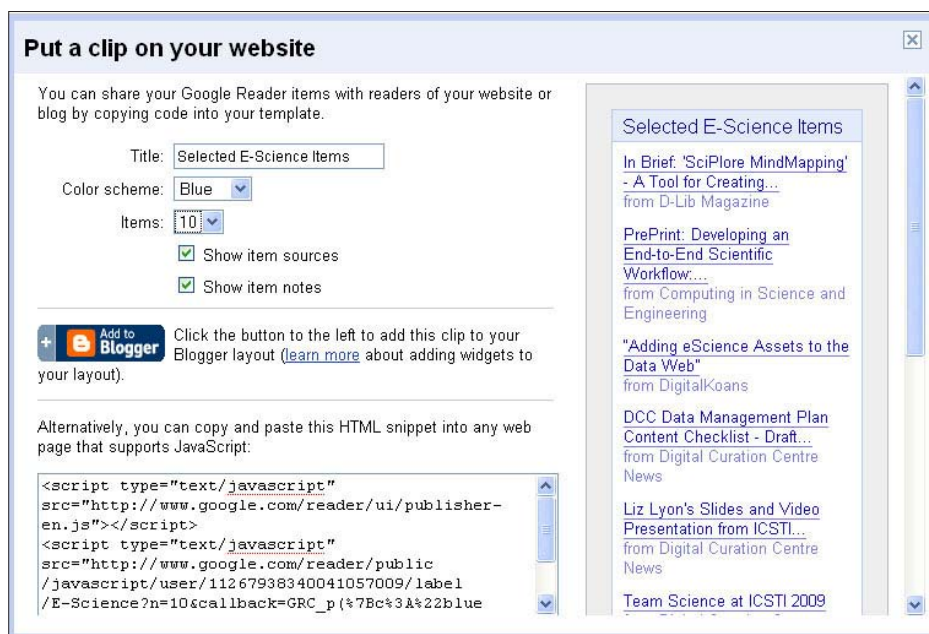 Put a clip on your website
You can share your Google Reader items with readers of your website or
blog by copying code into your template.
Title: Selected E-Science Items
Color scheme: Blue
Items: 10
Show item sources
Show item notes
+ Add to Blogger
Click the button to the left to add this clip to your
Blogger layout (learn more about adding widgets to
your layout).
Alternatively, you can copy and paste this HTML snippet into any web
page that supports JavaScript:
<script type="text/javascript"
src="http://www.google.com/reader/ui/publisher-
en.js"></script>
<script type="text/javascript"
src="http://www.google.com/reader/public
/javascript/user/11267938340041057009/label
/E-Science?n=10&callback=GRC_p(%7Bc%3A%22blue
Selected E-Science Items
In Brief: 'SciPlore MindMapping'
- A Tool for Creating...
from D-Lib Magazine
PrePrint: Developing an
End-to-End Scientific
Workflow:...
from Computing in Science and
Engineering
"Adding eScience Assets to the
Data Web"
from DigitalKoans
DCC Data Management Plan
Content Checklist - Draft...
from Digital Curation Centre
News
Liz Lyon's Slides and Video
Presentation from ICSTI...
from Digital Curation Centre
News
Team Science at ICSTI 2009